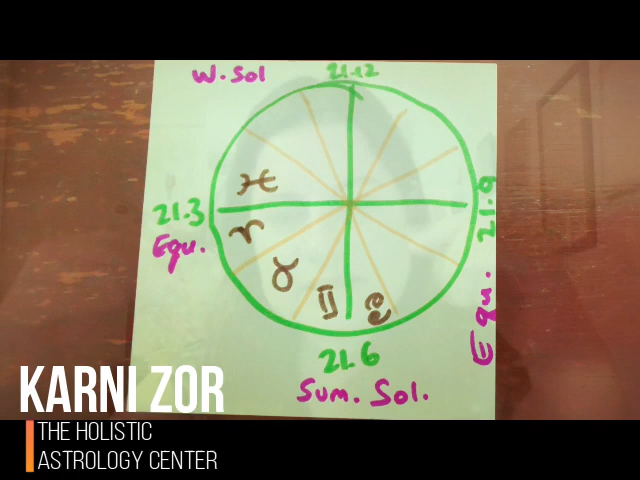 W. Sol
21.12
♓
21.3
Equ.
♈
♉
♊
♋
21.9
Equ.
21.6
Sum. Sol.
KARNI ZOR
THE HOLISTIC
ASTROLOGY CENTER